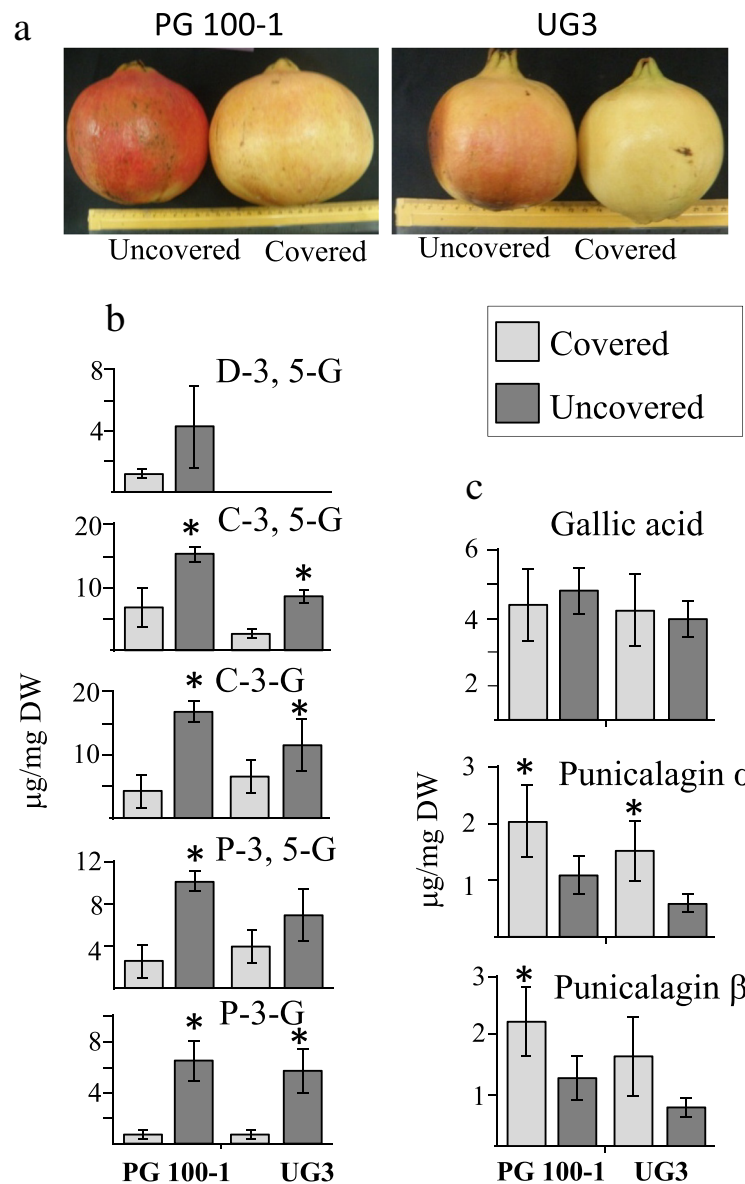 a
PG 100-1 UG3
Uncovered Covered Uncovered Covered
b
Covered
Uncovered
µg/mg DW
D-3, 5-G
8
4
C-3, 5-G
20
10
*
*
C-3-G
20
10
*
*
P-3, 5-G
12
8
4
*
P-3-G
8
4
*
*
PG 100-1 UG3
c
µg/mg DW
Gallic acid
6
4
2
Punicalagin
3
2
1
*
*
Punicalagin β
3
2
1
*
PG 100-1 UG3